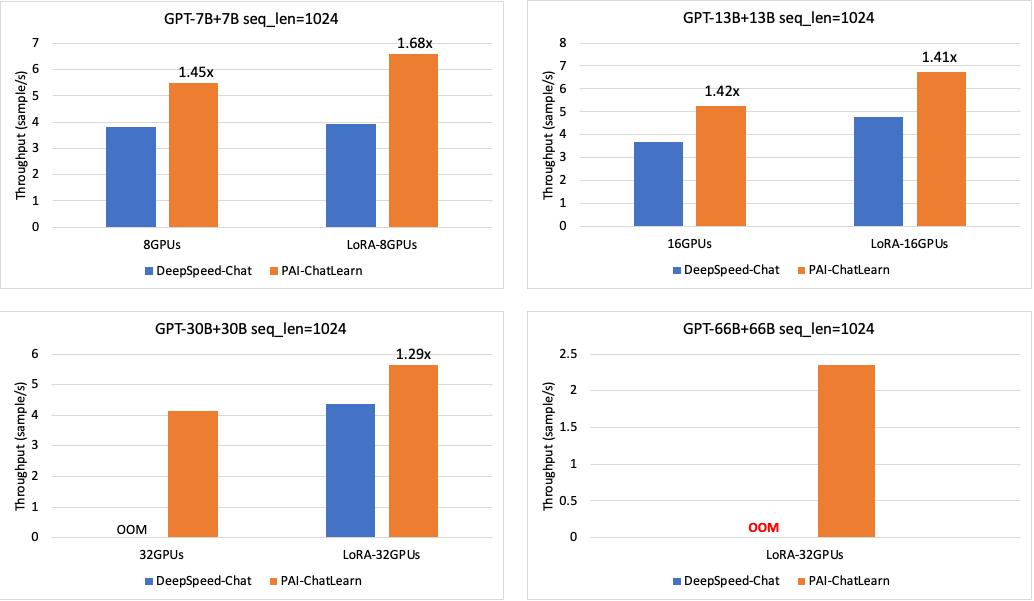 GPT-7B+7B seq_len=1024
Throughput (sample/s)
7
6
5
4
3
2
1
0
1.45x
1.68x
8GPUs
LoRA-8GPUs
DeepSpeed-Chat
PAI-ChatLearn
GPT-13B+13B seq_len=1024
Throughput (sample/s)
8
7
6
5
4
3
2
1
0
1.42x
1.41x
16GPUs
LoRA-16GPUs
DeepSpeed-Chat
PAI-ChatLearn
GPT-30B+30B seq_len=1024
Throughput (sample/s)
6
5
4
3
2
1
0
OOM
1.29x
32GPUs
LoRA-32GPUs
DeepSpeed-Chat
PAI-ChatLearn
GPT-66B+66B seq_len=1024
Throughput (sample/s)
2.5
2
1.5
1
0.5
0
OOM
LoRA-32GPUs
DeepSpeed-Chat
PAI-ChatLearn